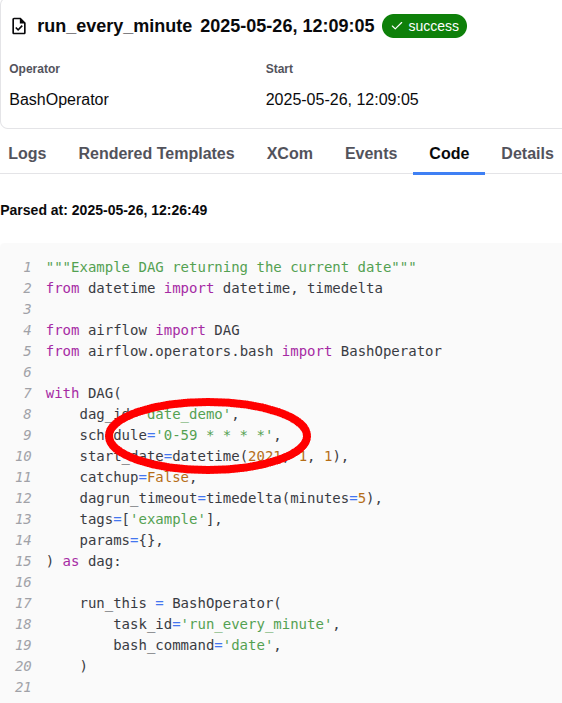 run_every_minute 2025-05-26, 12:09:05 success
Operator Start
BashOperator 2025-05-26, 12:09:05
Logs Rendered Templates XCom Events Code Details
Parsed at: 2025-05-26, 12:26:49
1 """Example DAG returning the current date"""
2 from datetime import datetime, timedelta
3
4 from airflow import DAG
5 from airflow.operators.bash import BashOperator
6
7 with DAG(
8     dag_id='date_demo',
9     schedule='0-59 * * * *',
10     start_date=datetime(2021, 1, 1),
11     catchup=False,
12     dagrun_timeout=timedelta(minutes=5),
13     tags=['example'],
14     params={},
15 ) as dag:
16
17     run_this = BashOperator(
18         task_id='run_every_minute',
19         bash_command='date',
20     )
21